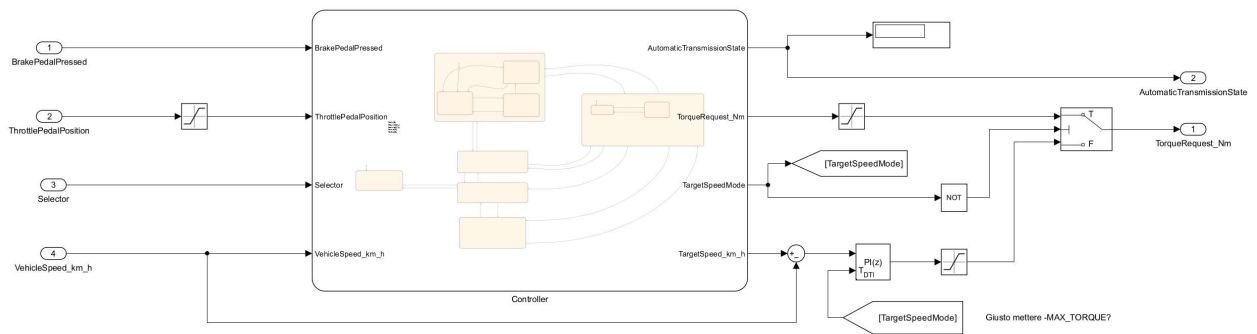 1
BrakePedalPressed
2
ThrottlePedalPosition
3
Selector
4
VehicleSpeed_km_h
BrakePedalPressed
ThrottlePedalPosition
Selector
VehicleSpeed_km_h
AutomaticTransmissionState
TorqueRequest_Nm
TargetSpeedMode
TargetSpeed_km_h
Controller
2
AutomaticTransmissionState
[TargetSpeedMode]
NOT
T
F
1
TorqueRequest_Nm
+
-
PI(z)
T DTI
[TargetSpeedMode]
Giusto mettere -MAX_TORQUE?